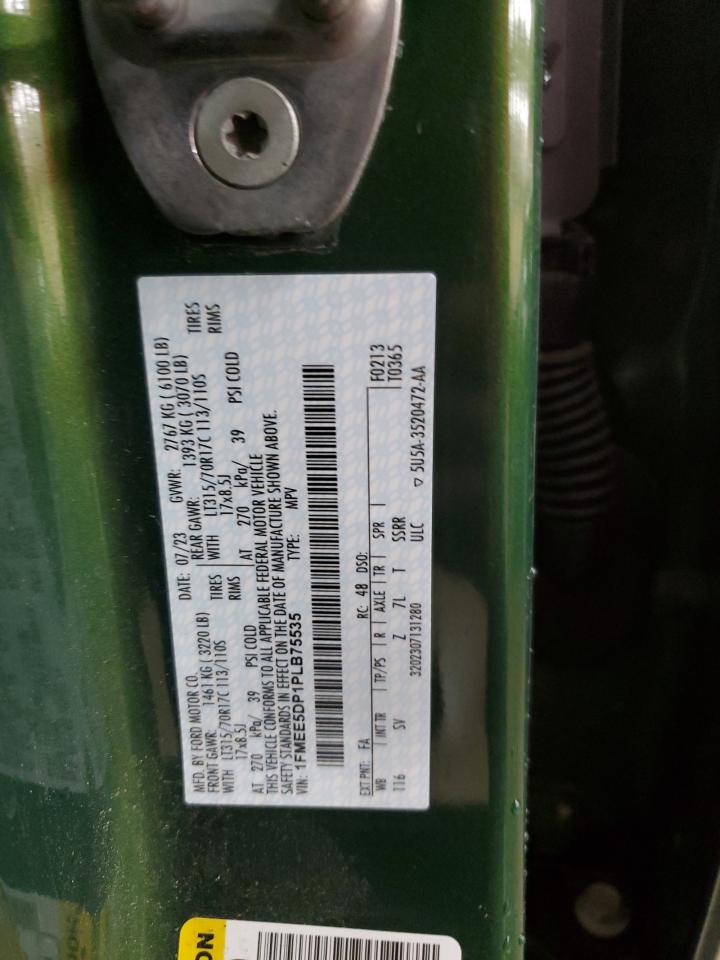 MFD. BY FORD MOTOR CO.
DATE: 07/23 GVWR: 2767 KG ( 6100 LB)
FRONT GAWR: 1461 KG ( 3220 LB) REAR GAWR: 1393 KG ( 3070 LB)
WITH LT315/70R17C 113/110S TIRES WITH LT315/70R17C 113/110S TIRES
17x8.5J RIMS 17x8.5J RIMS
AT 270 kPa/ 39 PSI COLD AT 270 kPa/ 39 PSI COLD
THIS VEHICLE CONFORMS TO ALL APPLICABLE FEDERAL MOTOR VEHICLE
SAFETY STANDARDS IN EFFECT ON THE DATE OF MANUFACTURE SHOWN ABOVE.
VIN: 1FMEE5DP1PLB75535 TYPE: MPV
EXT PNT: FA RC: 48 DSO: F0213
WB INT TR TP/PS R AXLE TR SPR T0365
116 SV Z 7L T SSRR
3202307131280 ULC ▽ 5U5A-3520472-AA
ON